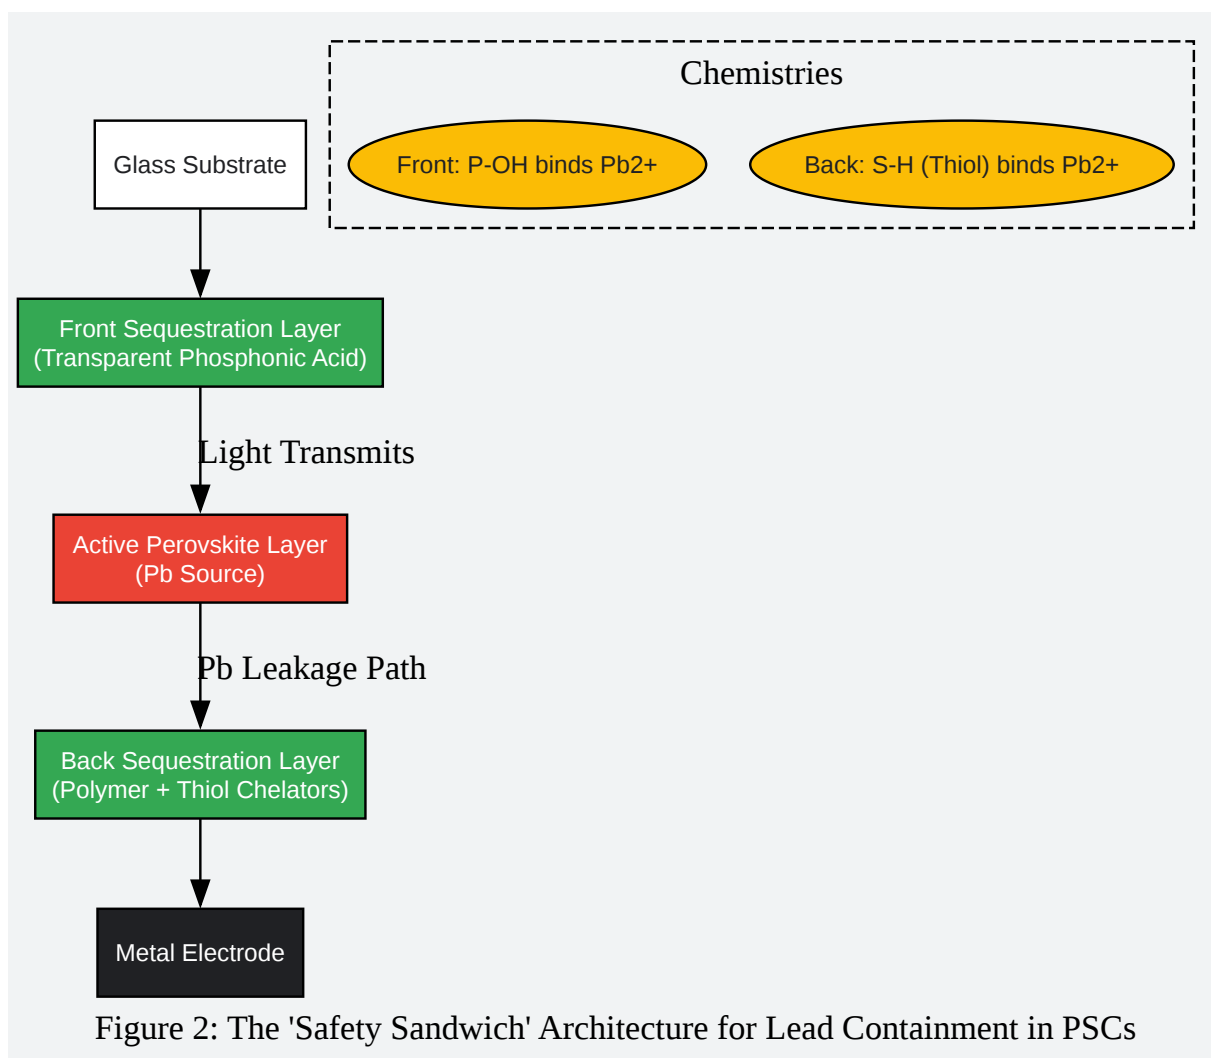 Chemistries
Glass Substrate
Front: P-OH binds Pb2+
Back: S-H (Thiol) binds Pb2+
Front Sequestration Layer
(Transparent Phosphonic Acid)
Light Transmits
Active Perovskite Layer
(Pb Source)
Pb Leakage Path
Back Sequestration Layer
(Polymer + Thiol Chelators)
Metal Electrode
Figure 2: The 'Safety Sandwich' Architecture for Lead Containment in PSCs